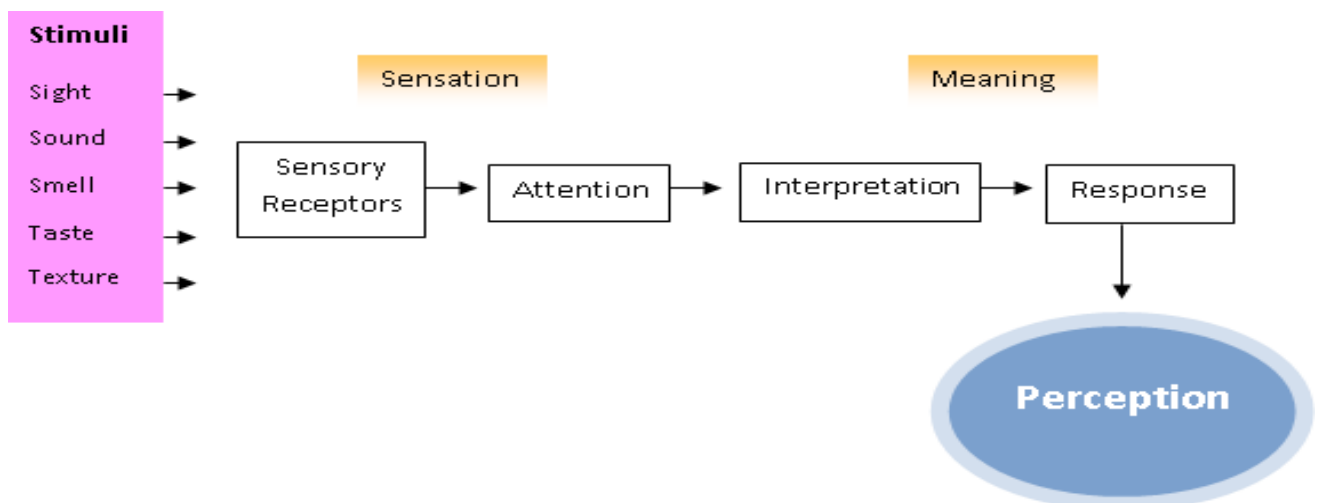 Stimuli
Sight
Sound
Smell
Taste
Texture
Sensation
Meaning
Sensory
Receptors
Attention
Interpretation
Response
Perception